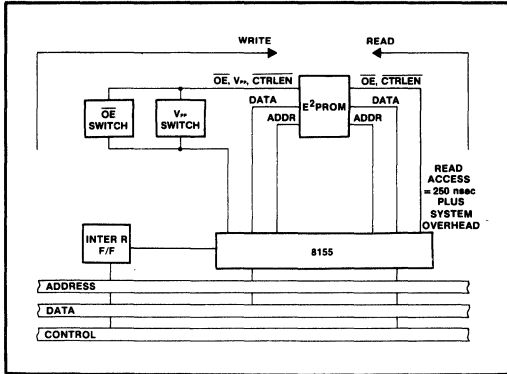 WRITE
READ
OE, VPP, CTRLEN
OE, CTRLEN
DATA
E²PROM
DATA
ADDR
ADDR
OE
SWITCH
VPP
SWITCH
READ
ACCESS
= 250 nsec
PLUS
SYSTEM
OVERHEAD
INTER R
F/F
8155
ADDRESS
DATA
CONTROL